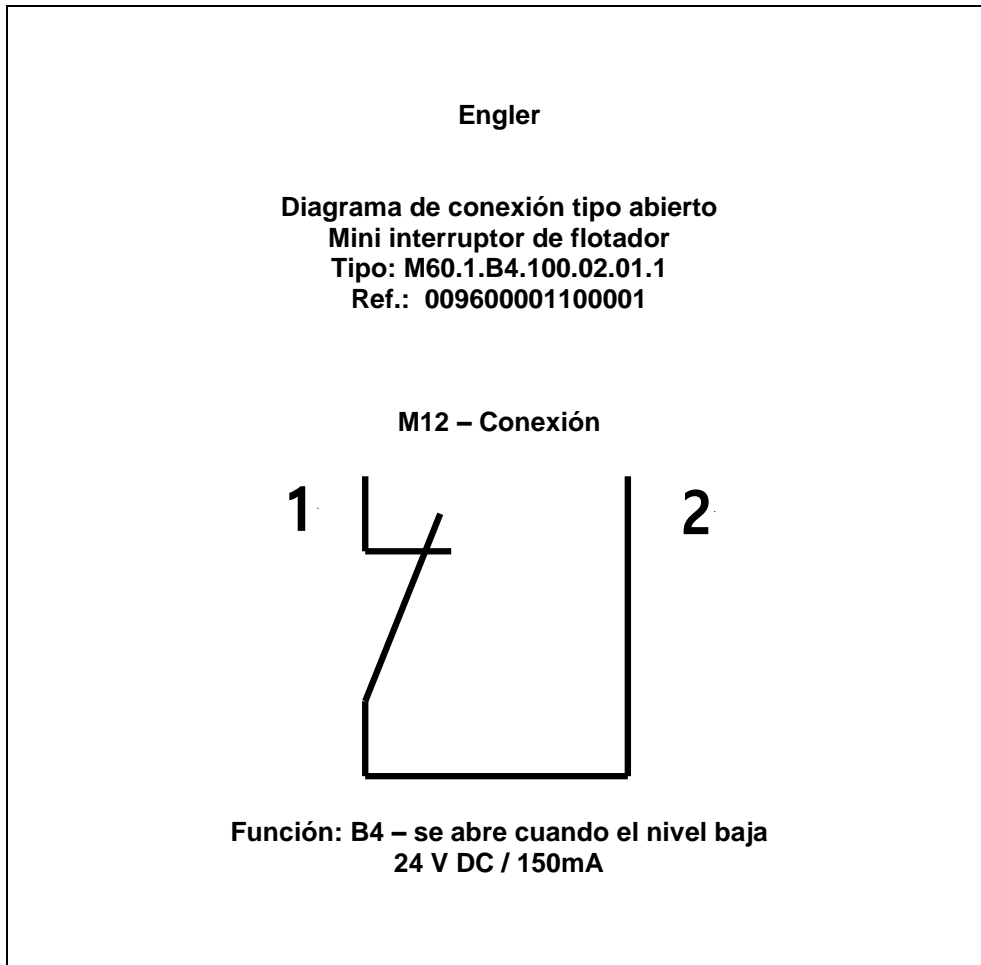 Engler
Diagrama de conexión tipo abierto
Mini interruptor de flotador
Tipo: M60.1.B4.100.02.01.1
Ref.: 009600001100001
M12 – Conexión
1 2
Función: B4 – se abre cuando el nivel baja
24 V DC / 150mA